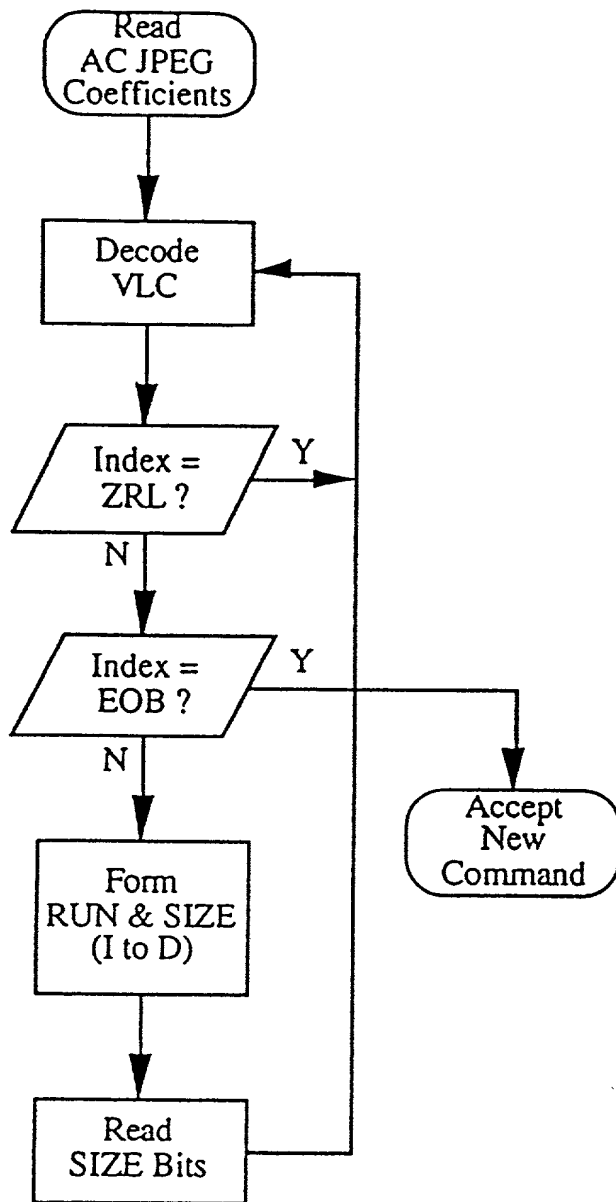 Read
AC JPEG
Coefficients
Decode
VLC
Index =
ZRL ?
Y
N
Index =
EOB ?
Y
N
Accept
New
Command
Form
RUN & SIZE
(I to D)
Read
SIZE Bits